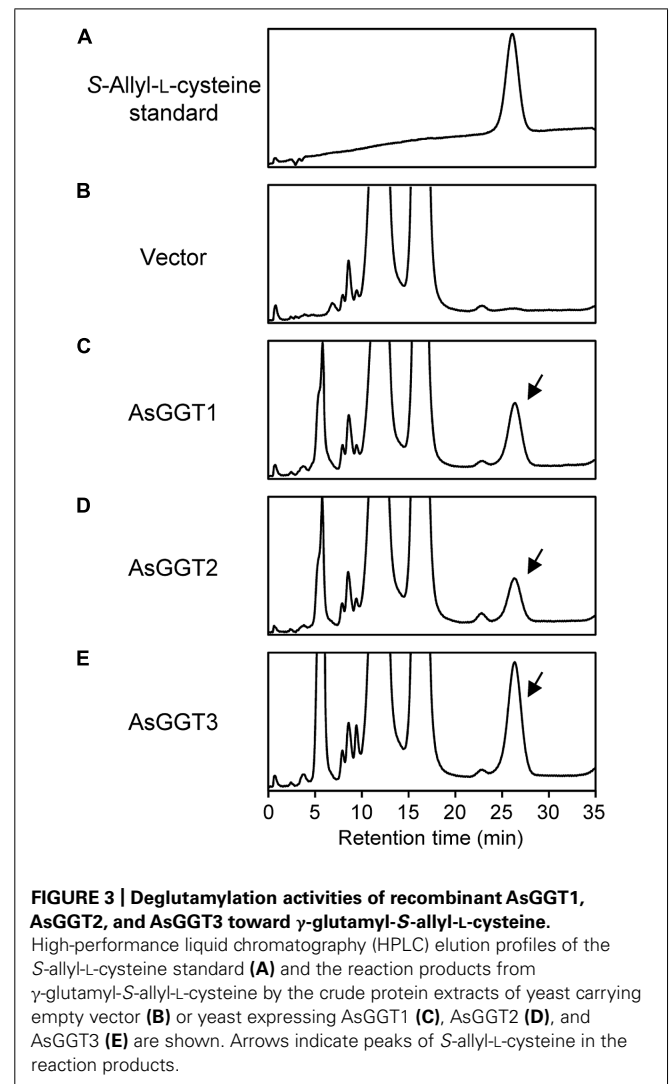 A
S-Allyl-L-cysteine
standard
B
Vector
C
AsGGT1
D
AsGGT2
E
AsGGT3
0 5 10 15 20 25 30 35
Retention time (min)
FIGURE 3 | Deglutamylation activities of recombinant AsGGT1,
AsGGT2, and AsGGT3 toward γ-glutamyl-S-allyl-L-cysteine.
High-performance liquid chromatography (HPLC) elution profiles of the
S-allyl-L-cysteine standard (A) and the reaction products from
γ-glutamyl-S-allyl-L-cysteine by the crude protein extracts of yeast carrying
empty vector (B) or yeast expressing AsGGT1 (C), AsGGT2 (D), and
AsGGT3 (E) are shown. Arrows indicate peaks of S-allyl-L-cysteine in the
reaction products.